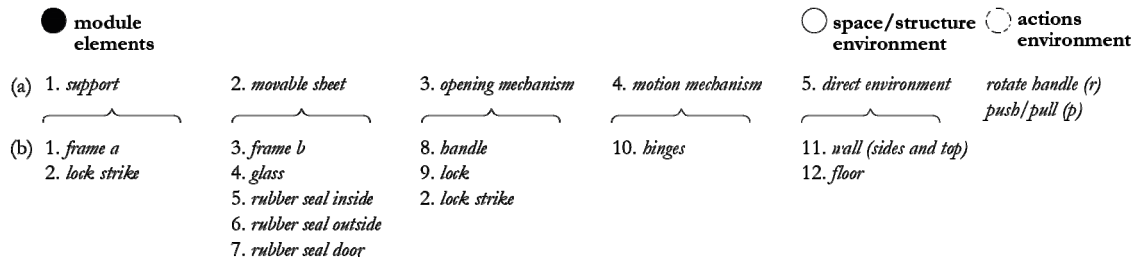 module elements space/structure environment actions environment
(a) 1. support 2. movable sheet 3. opening mechanism 4. motion mechanism 5. direct environment rotate handle (r)
push/pull (p)
(b) 1. frame a 3. frame b 8. handle 10. hinges 11. wall (sides and top)
2. lock strike 4. glass 9. lock 12. floor
5. rubber seal inside 2. lock strike
6. rubber seal outside
7. rubber seal door